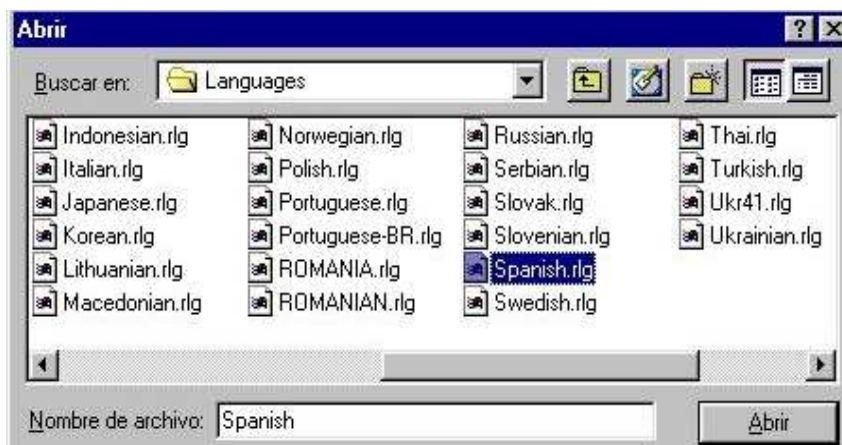 Abrir
Buscar en: Languages
Indonesian.rlg Norwegian.rlg Russian.rlg Thai.rlg
Italian.rlg Polish.rlg Serbian.rlg Turkish.rlg
Japanese.rlg Portuguese.rlg Slovak.rlg Ukr41.rlg
Korean.rlg Portuguese-BR.rlg Slovenian.rlg Ukrainian.rlg
Lithuanian.rlg ROMANIA.rlg Spanish.rlg
Macedonian.rlg ROMANIAN.rlg Swedish.rlg
Nombre de archivo: Spanish Abrir